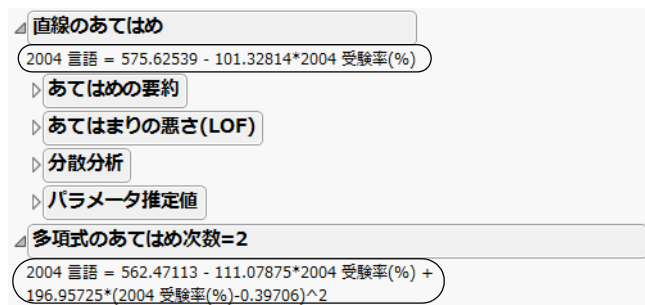 直線のあてはめ
2004 言語 = 575.62539 - 101.32814*2004 受験率(%)
あてはめの要約
あてはまりの悪さ(LOF)
分散分析
パラメータ推定値
多項式のあてはめ次数=2
2004 言語 = 562.47113 - 111.07875*2004 受験率(%) +
196.95725*(2004 受験率(%)-0.39706)^2